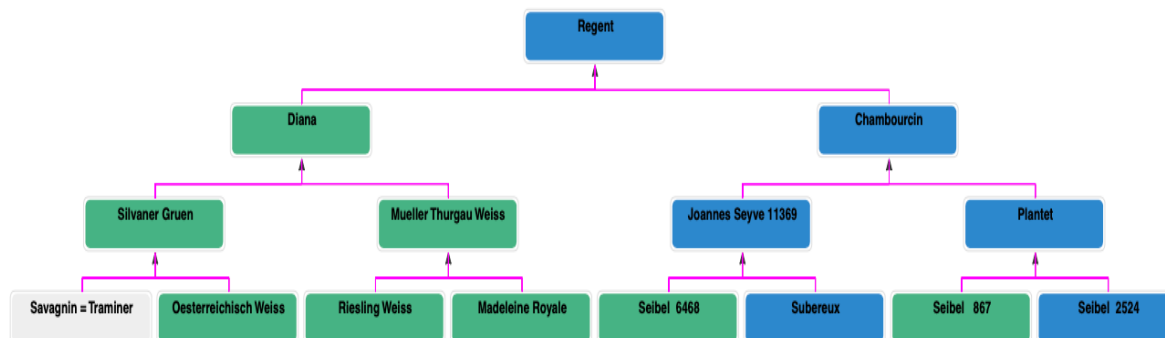 Regent
Diana
Chambourcin
Silvaner Gruen
Mueller Thurgau Weiss
Joannes Seyve 11369
Plantet
Savagnin = Traminer
Oesterreichisch Weiss
Riesling Weiss
Madeleine Royale
Seibel 6468
Subereux
Seibel 867
Seibel 2524